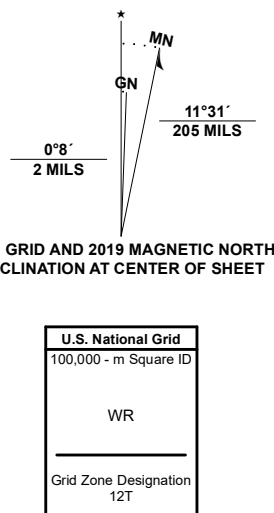 ★
MN
GN
11°31´
205 MILS
0°8´
2 MILS
GRID AND 2019 MAGNETIC NORTH
CLINATION AT CENTER OF SHEET
U.S. National Grid
100,000 - m Square ID
WR
Grid Zone Designation
12T